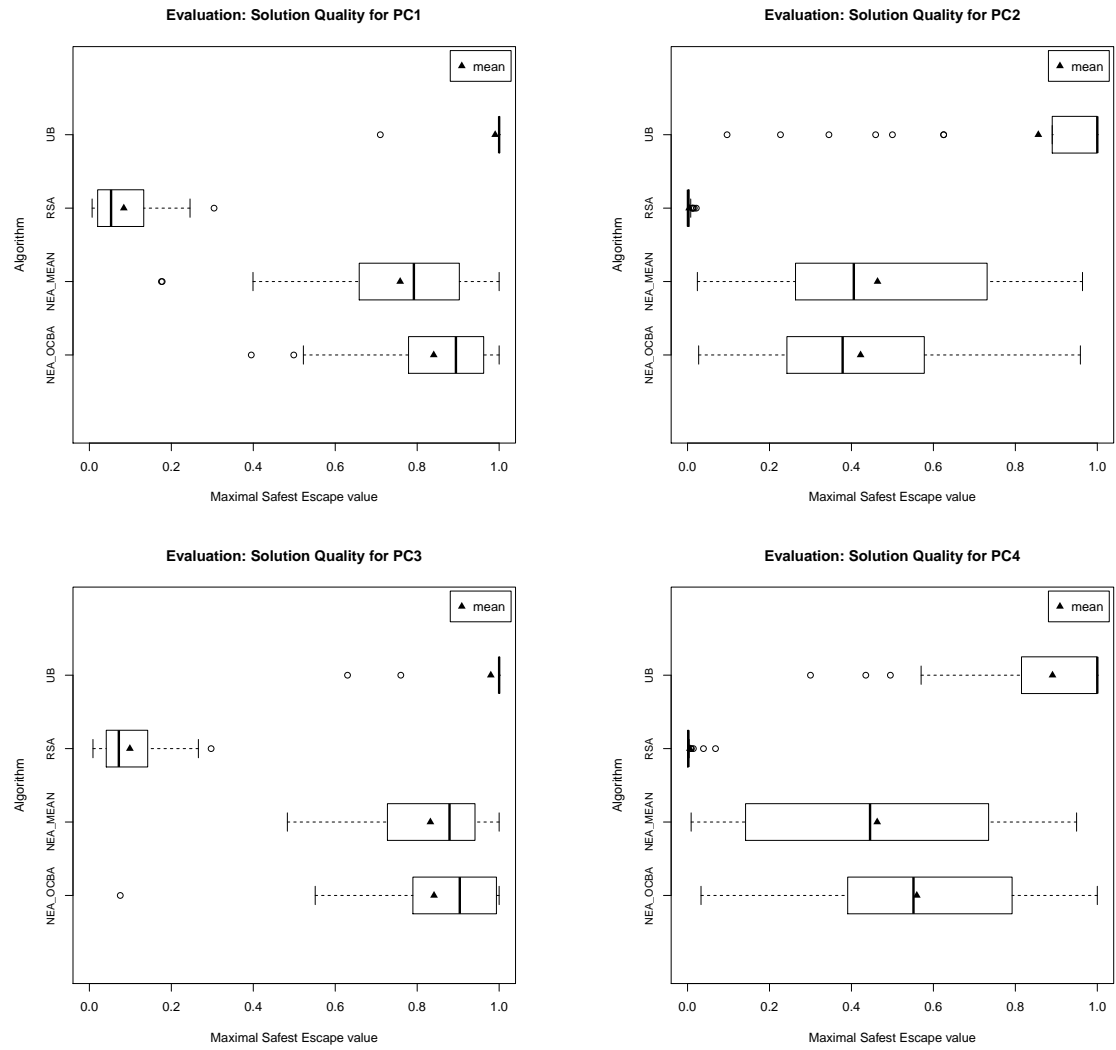 Evaluation: Solution Quality for PC1
mean
UB
RSA
NEA_MEAN
NEA_OCBA
Algorithm
0.0 0.2 0.4 0.6 0.8 1.0
Maximal Safest Escape value
Evaluation: Solution Quality for PC2
mean
UB
RSA
NEA_MEAN
NEA_OCBA
Algorithm
0.0 0.2 0.4 0.6 0.8 1.0
Maximal Safest Escape value
Evaluation: Solution Quality for PC3
mean
UB
RSA
NEA_MEAN
NEA_OCBA
Algorithm
0.0 0.2 0.4 0.6 0.8 1.0
Maximal Safest Escape value
Evaluation: Solution Quality for PC4
mean
UB
RSA
NEA_MEAN
NEA_OCBA
Algorithm
0.0 0.2 0.4 0.6 0.8 1.0
Maximal Safest Escape value